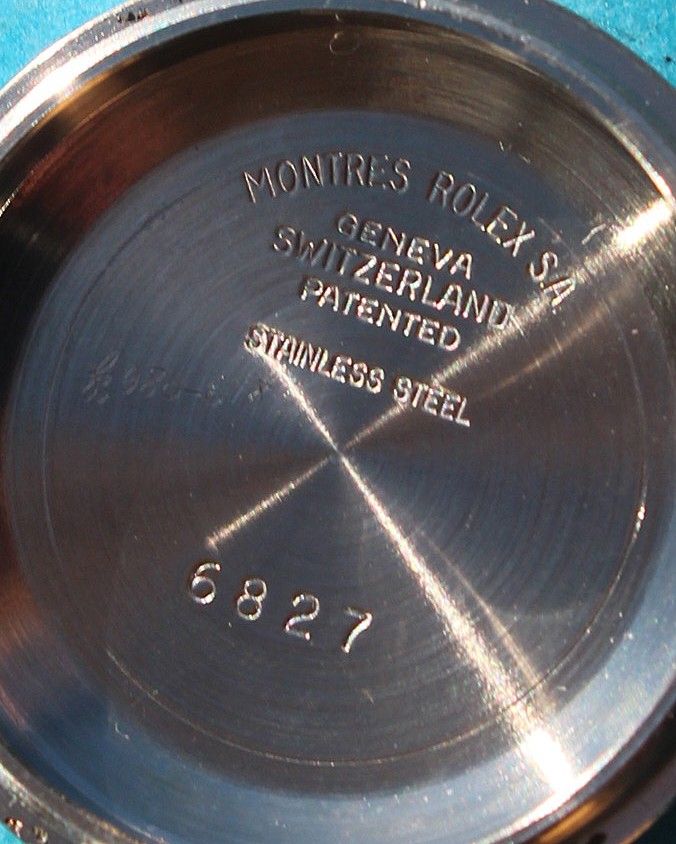 MONTRES ROLEX S.A.
GENEVA
SWITZERLAND
PATENTED
STAINLESS STEEL
6827